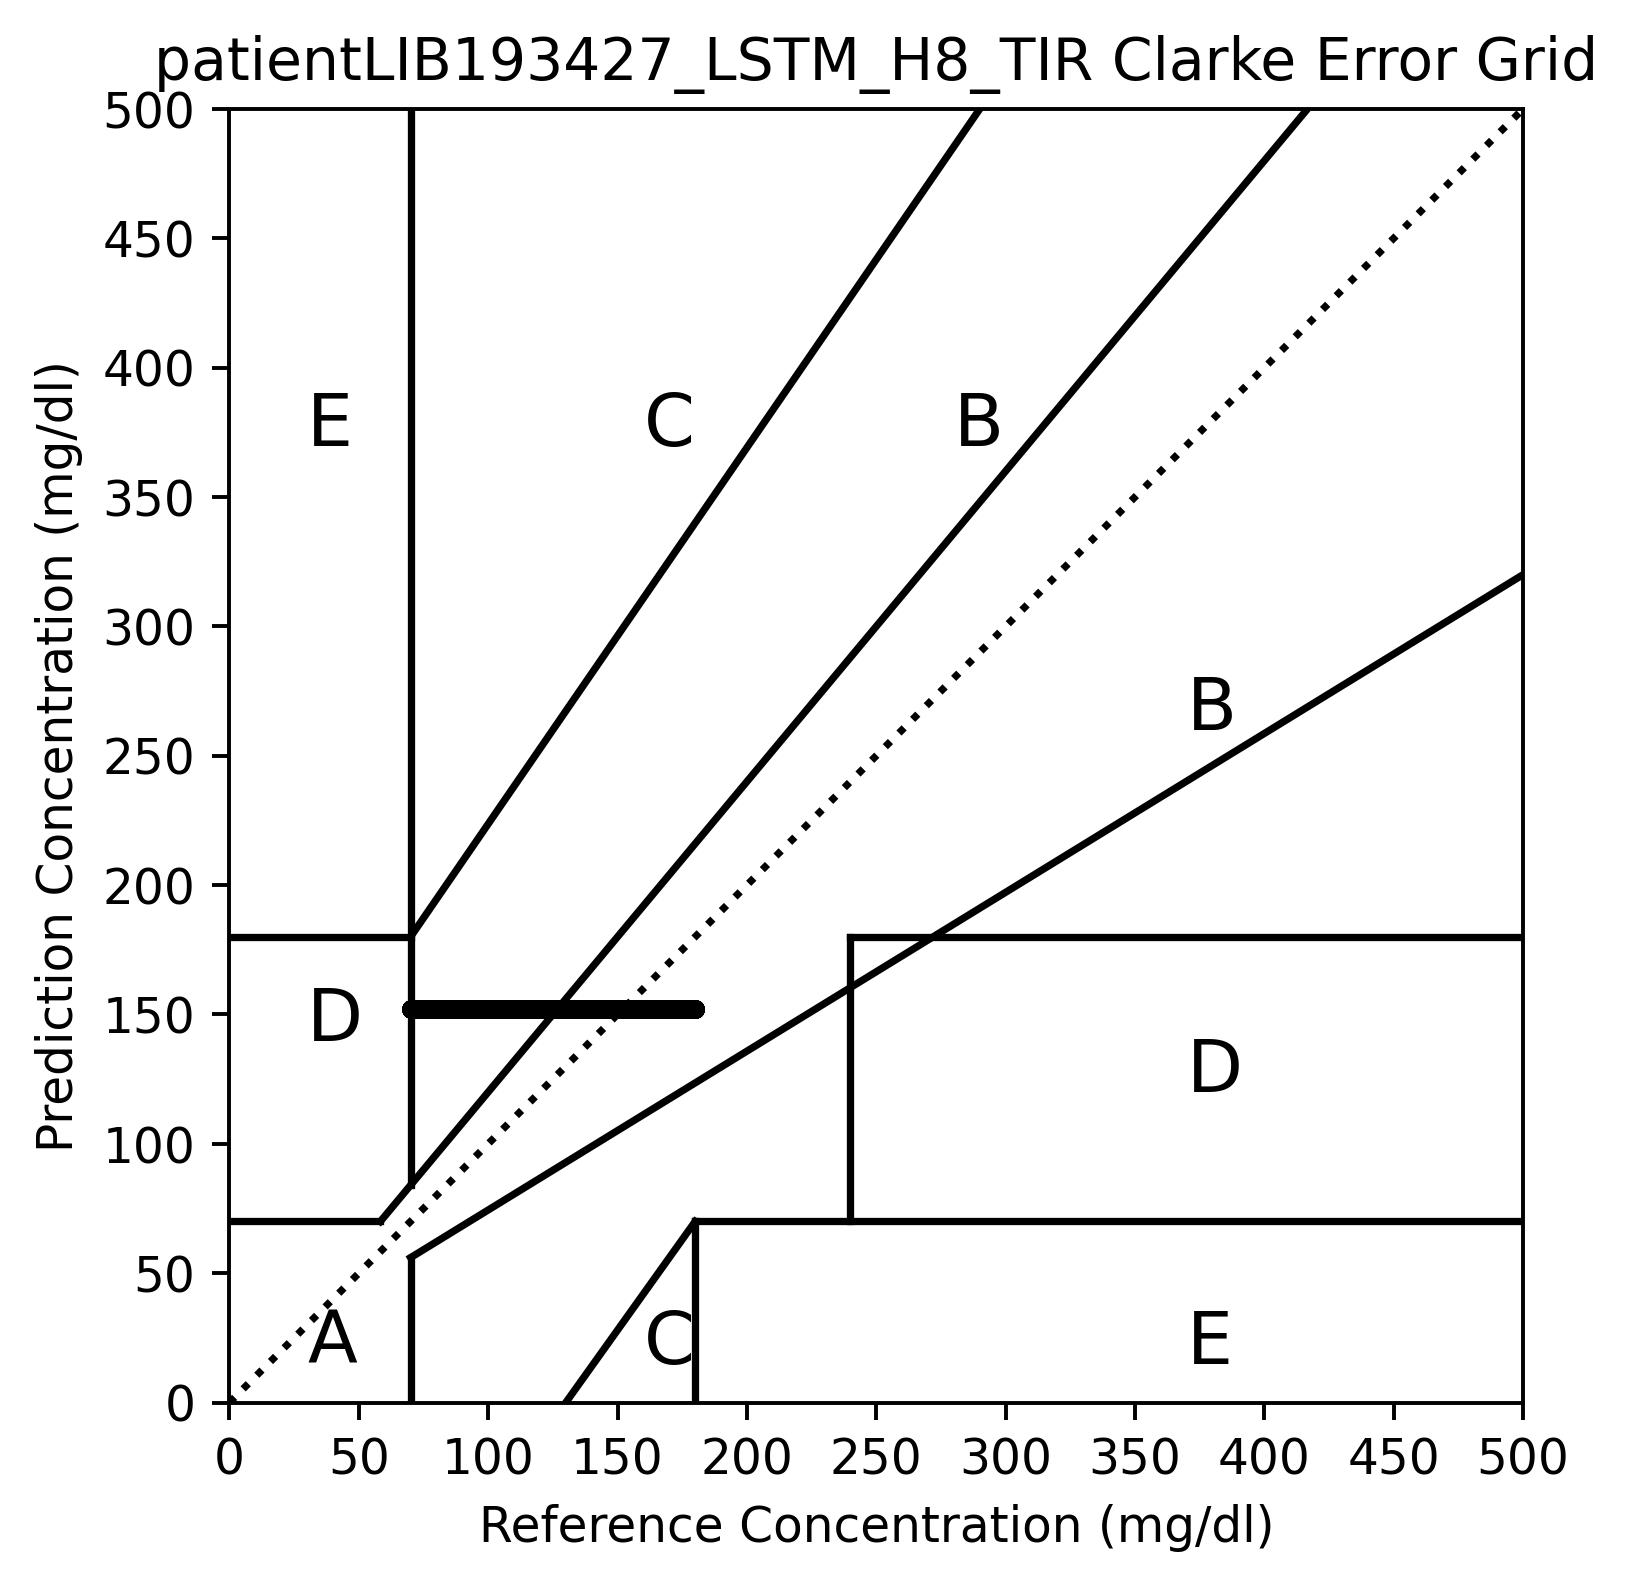 patientLIB193427_LSTM_H8_TIR Clarke Error Grid
500
450
400
350
300
250
200
150
100
50
0
Prediction Concentration (mg/dl)
E
C
B
B
D
D
A
C
E
0 50 100 150 200 250 300 350 400 450 500
Reference Concentration (mg/dl)